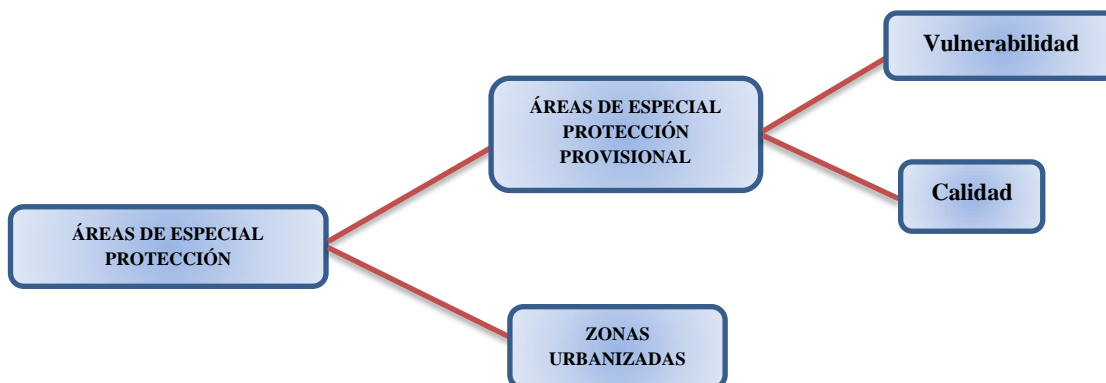 Vulnerabilidad
ÁREAS DE ESPECIAL
PROTECCIÓN
PROVISIONAL
Calidad
ÁREAS DE ESPECIAL
PROTECCIÓN
ZONAS
URBANIZADAS